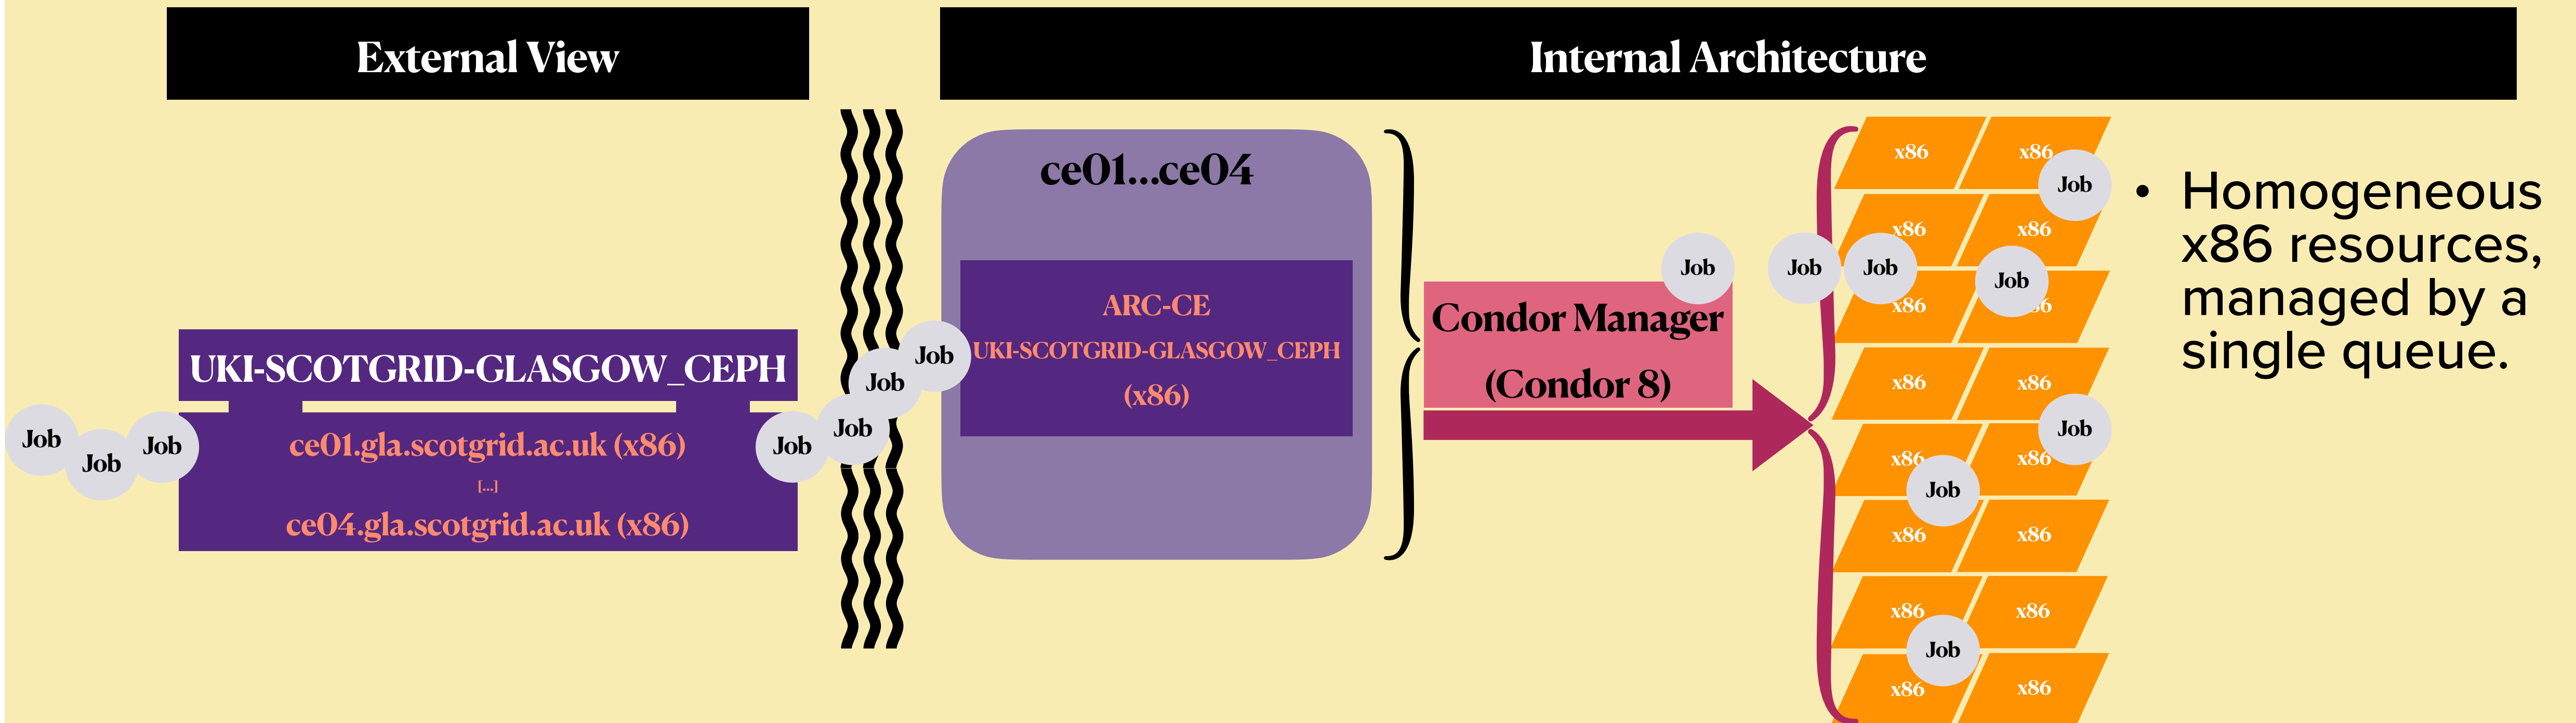 External View
Internal Architecture
UKI-SCOTGRID-GLASGOW_CEPH
ce01.gla.scotgrid.ac.uk (x86)
[...]
ce04.gla.scotgrid.ac.uk (x86)
Job
Job
Job
Job
Job
Job
Job
ce01...ce04
ARC-CE
UKI-SCOTGRID-GLASGOW_CEPH
(x86)
Job
Condor Manager
(Condor 8)
Job
Job
x86 x86
Job
x86 x86
Job
x86 x86
x86 x86
Job
x86 x86
Job
x86 x86
x86 x86
Job
x86 x86
• Homogeneous
x86 resources,
managed by a
single queue.